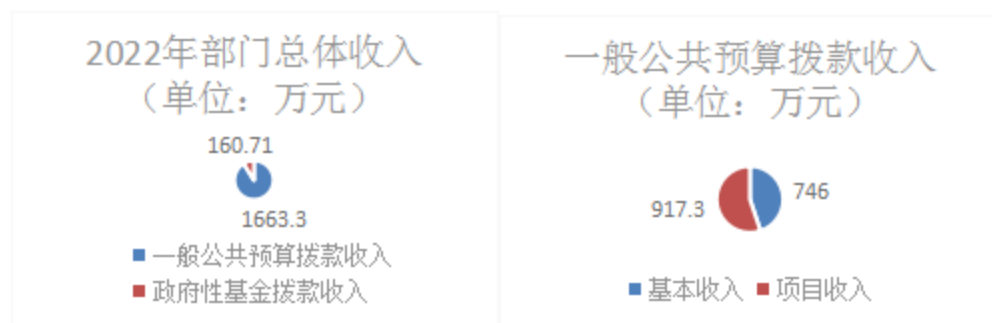 2022年部门总体收入
（单位：万元）
160.71
1663.3
一般公共预算拨款收入
政府性基金拨款收入
一般公共预算拨款收入
（单位：万元）
917.3
746
基本收入 项目收入